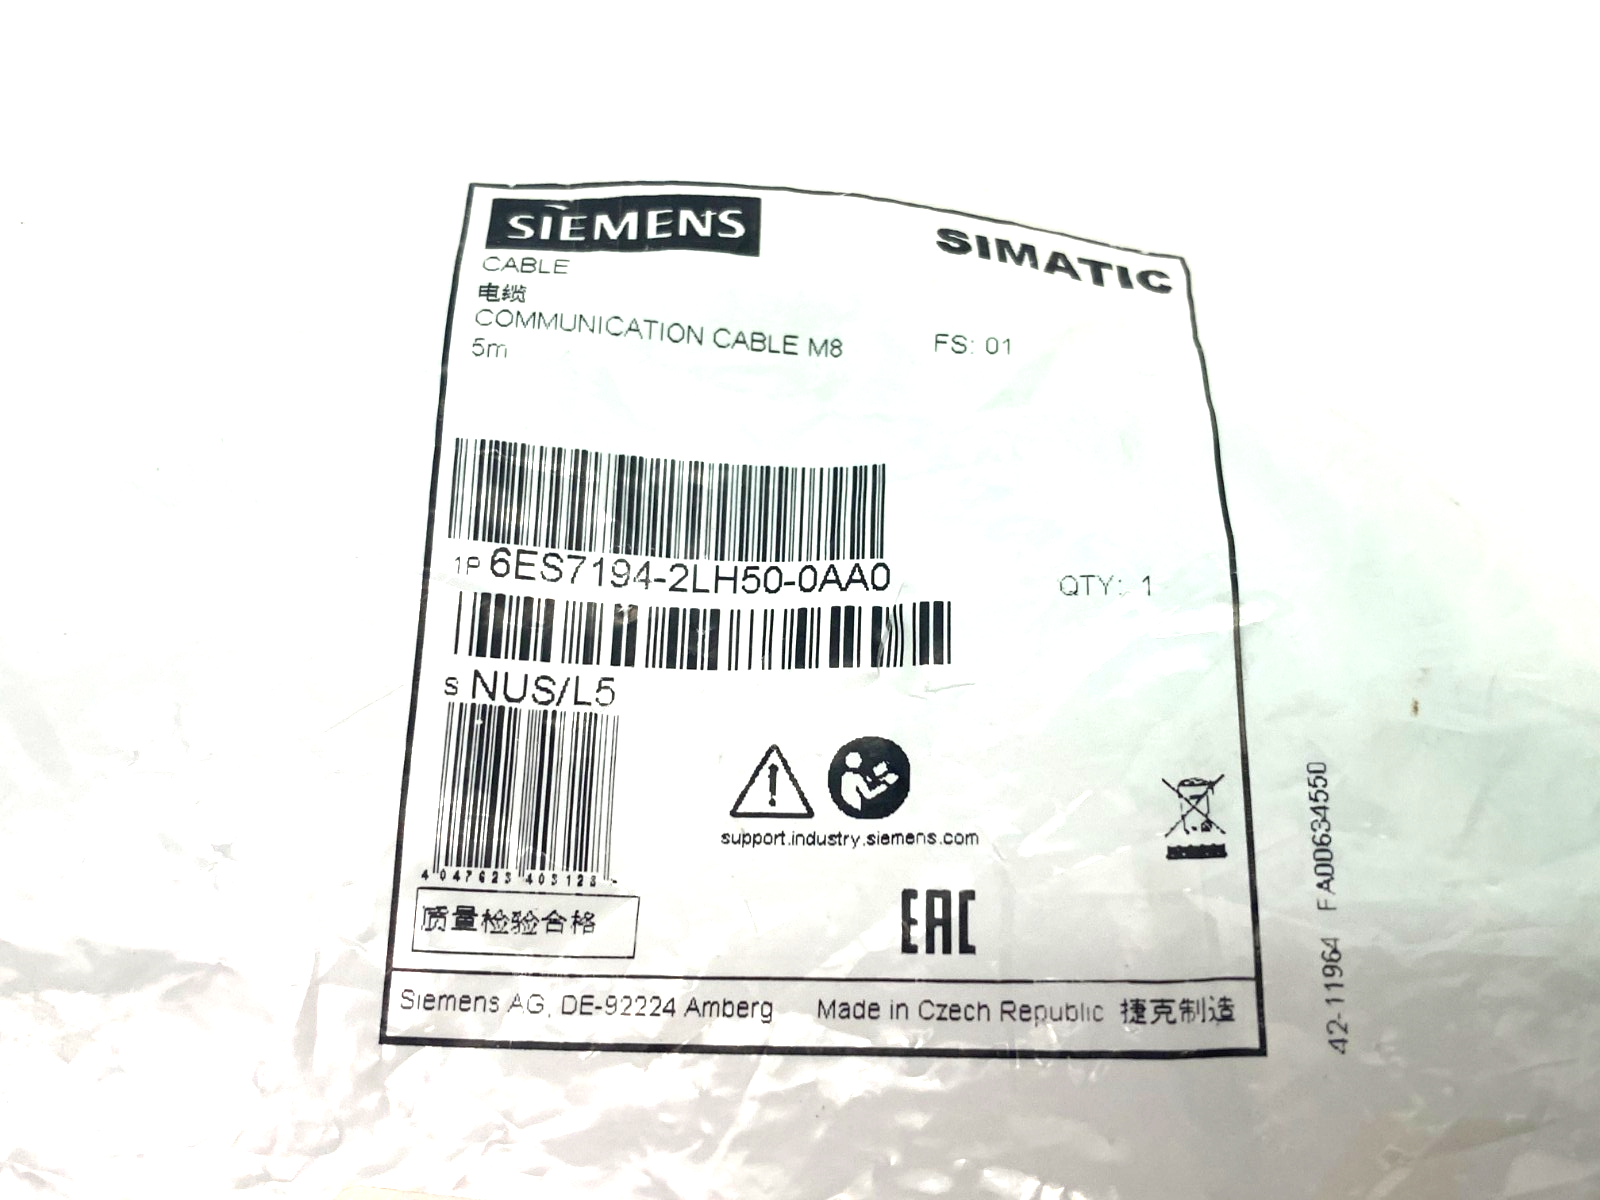 SIEMENS
SIMATIC
CABLE
电缆
COMMUNICATION CABLE M8
FS: 01
5m
1P 6ES7194-2LH50-0AA0
QTY: 1
S NUS/L5
support.industry.siemens.com
4 047623 403128
质量检验合格
EAC
Siemens AG, DE-92224 Amberg
Made in Czech Republic 捷克制造
42-11964 F ADD634550